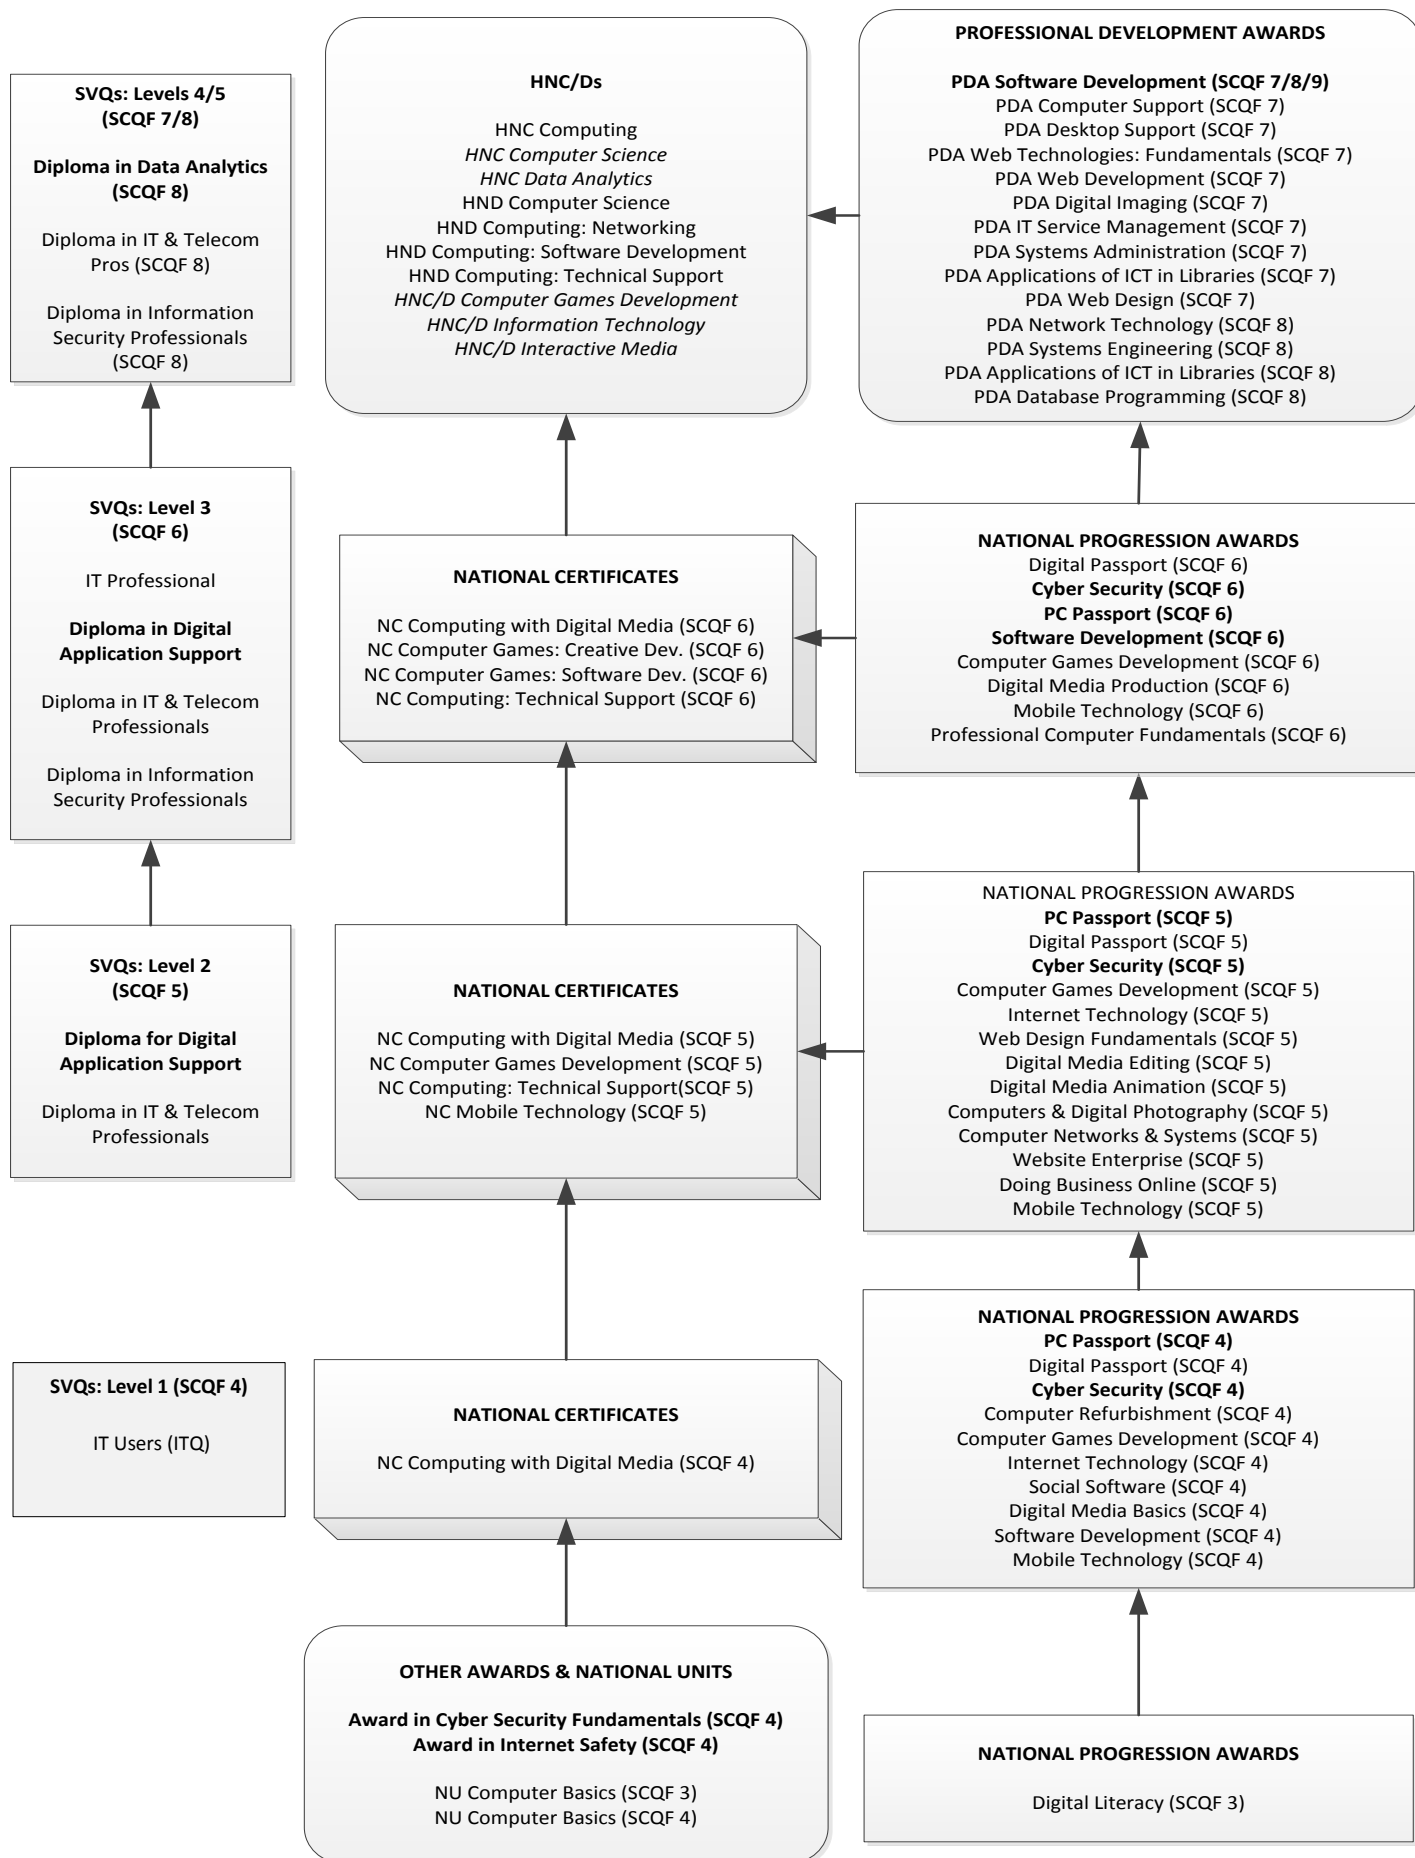 SVQs: Levels 4/5
(SCQF 7/8)
Diploma in Data Analytics
(SCQF 8)
Diploma in IT & Telecom
Pros (SCQF 8)
Diploma in Information
Security Professionals
(SCQF 8)
SVQs: Level 3
(SCQF 6)
IT Professional
Diploma in Digital
Application Support
Diploma in IT & Telecom
Professionals
Diploma in Information
Security Professionals
SVQs: Level 2
(SCQF 5)
Diploma for Digital
Application Support
Diploma in IT & Telecom
Professionals
SVQs: Level 1 (SCQF 4)
IT Users (ITQ)
HNC/Ds
HNC Computing
HNC Computer Science
HNC Data Analytics
HND Computer Science
HND Computing: Networking
HND Computing: Software Development
HND Computing: Technical Support
HNC/D Computer Games Development
HNC/D Information Technology
HNC/D Interactive Media
NATIONAL CERTIFICATES
NC Computing with Digital Media (SCQF 6)
NC Computer Games: Creative Dev. (SCQF 6)
NC Computer Games: Software Dev. (SCQF 6)
NC Computing: Technical Support (SCQF 6)
NATIONAL CERTIFICATES
NC Computing with Digital Media (SCQF 5)
NC Computer Games Development (SCQF 5)
NC Computing: Technical Support(SCQF 5)
NC Mobile Technology (SCQF 5)
NATIONAL CERTIFICATES
NC Computing with Digital Media (SCQF 4)
OTHER AWARDS & NATIONAL UNITS
Award in Cyber Security Fundamentals (SCQF 4)
Award in Internet Safety (SCQF 4)
NU Computer Basics (SCQF 3)
NU Computer Basics (SCQF 4)
PROFESSIONAL DEVELOPMENT AWARDS
PDA Software Development (SCQF 7/8/9)
PDA Computer Support (SCQF 7)
PDA Desktop Support (SCQF 7)
PDA Web Technologies: Fundamentals (SCQF 7)
PDA Web Development (SCQF 7)
PDA Digital Imaging (SCQF 7)
PDA IT Service Management (SCQF 7)
PDA Systems Administration (SCQF 7)
PDA Applications of ICT in Libraries (SCQF 7)
PDA Web Design (SCQF 7)
PDA Network Technology (SCQF 8)
PDA Systems Engineering (SCQF 8)
PDA Applications of ICT in Libraries (SCQF 8)
PDA Database Programming (SCQF 8)
NATIONAL PROGRESSION AWARDS
Digital Passport (SCQF 6)
Cyber Security (SCQF 6)
PC Passport (SCQF 6)
Software Development (SCQF 6)
Computer Games Development (SCQF 6)
Digital Media Production (SCQF 6)
Mobile Technology (SCQF 6)
Professional Computer Fundamentals (SCQF 6)
NATIONAL PROGRESSION AWARDS
PC Passport (SCQF 5)
Digital Passport (SCQF 5)
Cyber Security (SCQF 5)
Computer Games Development (SCQF 5)
Internet Technology (SCQF 5)
Web Design Fundamentals (SCQF 5)
Digital Media Editing (SCQF 5)
Digital Media Animation (SCQF 5)
Computers & Digital Photography (SCQF 5)
Computer Networks & Systems (SCQF 5)
Website Enterprise (SCQF 5)
Doing Business Online (SCQF 5)
Mobile Technology (SCQF 5)
NATIONAL PROGRESSION AWARDS
PC Passport (SCQF 4)
Digital Passport (SCQF 4)
Cyber Security (SCQF 4)
Computer Refurbishment (SCQF 4)
Computer Games Development (SCQF 4)
Internet Technology (SCQF 4)
Social Software (SCQF 4)
Digital Media Basics (SCQF 4)
Software Development (SCQF 4)
Mobile Technology (SCQF 4)
NATIONAL PROGRESSION AWARDS
Digital Literacy (SCQF 3)